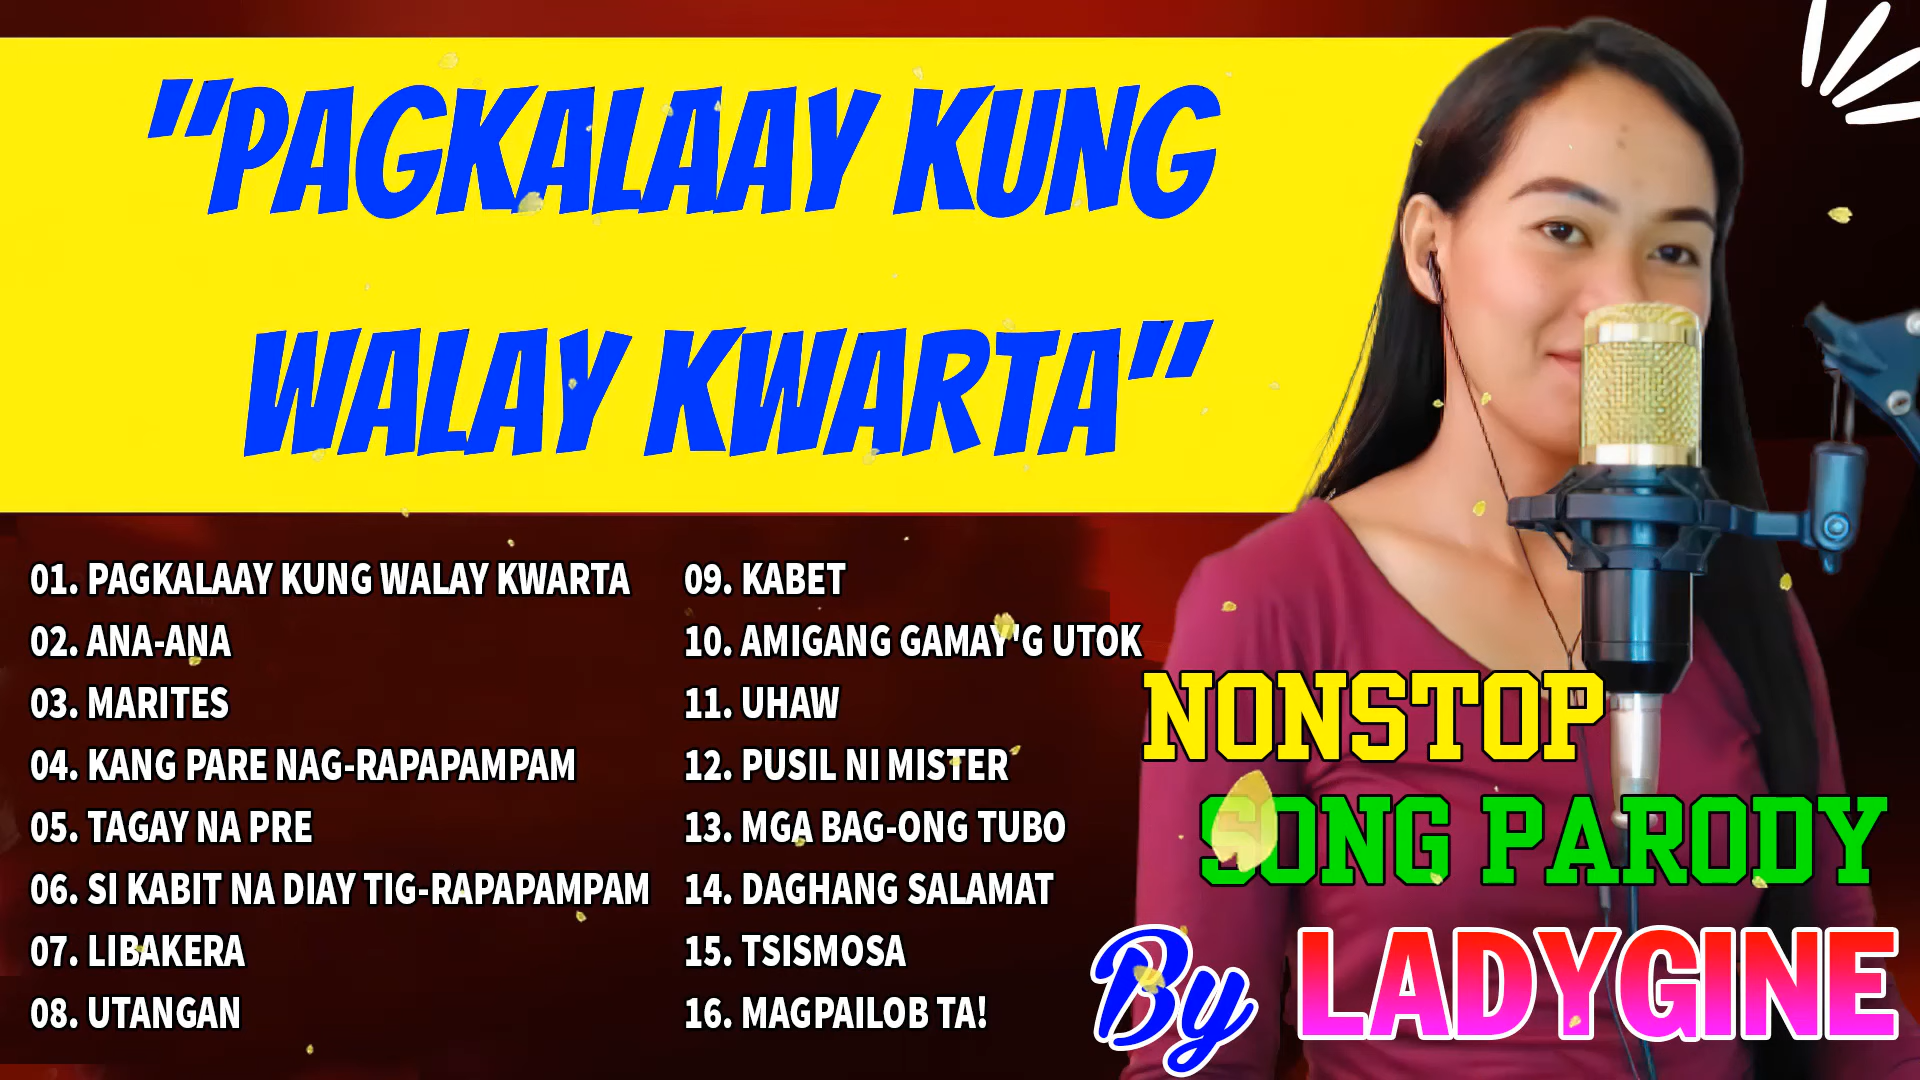 "PAGKALAAY KUNG
WALAY KWARTA"
01. PAGKALAAY KUNG WALAY KWARTA
02. ANA-ANA
03. MARITES
04. KANG PARE NAG-RAPAPAMPAM
05. TAGAY NA PRE
06. SI KABIT NA DIAY TIG-RAPAPAMPAM
07. LIBAKERA
08. UTANGAN
09. KABET
10. AMIGANG GAMAY'G UTOK
11. UHAW
12. PUSIL NI MISTER
13. MGA BAG-ONG TUBO
14. DAGHANG SALAMAT
15. TSISMOSA
16. MAGPAILOB TA!
NONSTOP
SONG PARODY
By LADYGINE